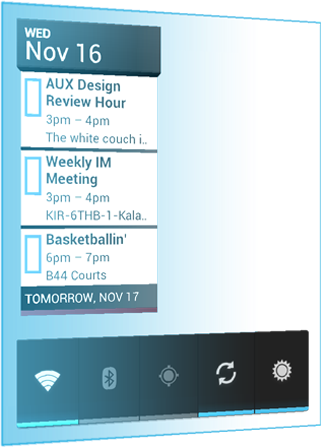 WED
Nov 16
AUX Design
Review Hour
3pm – 4pm
The white couch i..
Weekly IM
Meeting
3pm – 4pm
KIR-6THB-1-Kala..
Basketballin'
6pm – 7pm
B44 Courts
TOMORROW, NOV 17